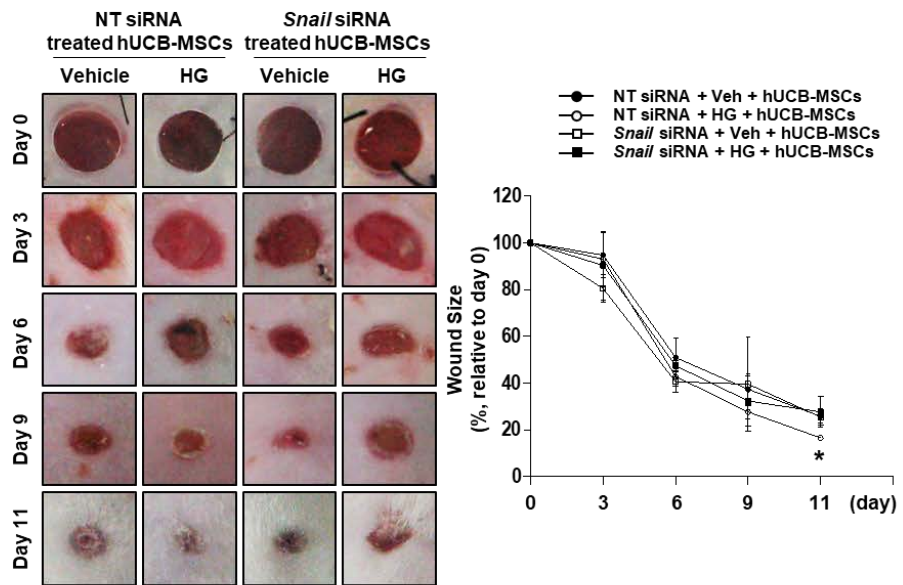 NT siRNA
treated hUCB-MSCs
Snail siRNA
treated hUCB-MSCs
Vehicle
HG
Vehicle
HG
Day 0
Day 3
Day 6
Day 9
Day 11
NT siRNA + Veh + hUCB-MSCs
NT siRNA + HG + hUCB-MSCs
Snail siRNA + Veh + hUCB-MSCs
Snail siRNA + HG + hUCB-MSCs
Wound Size
(%, relative to day 0)
120
100
80
60
40
20
0
*
0 3 6 9 11 (day)